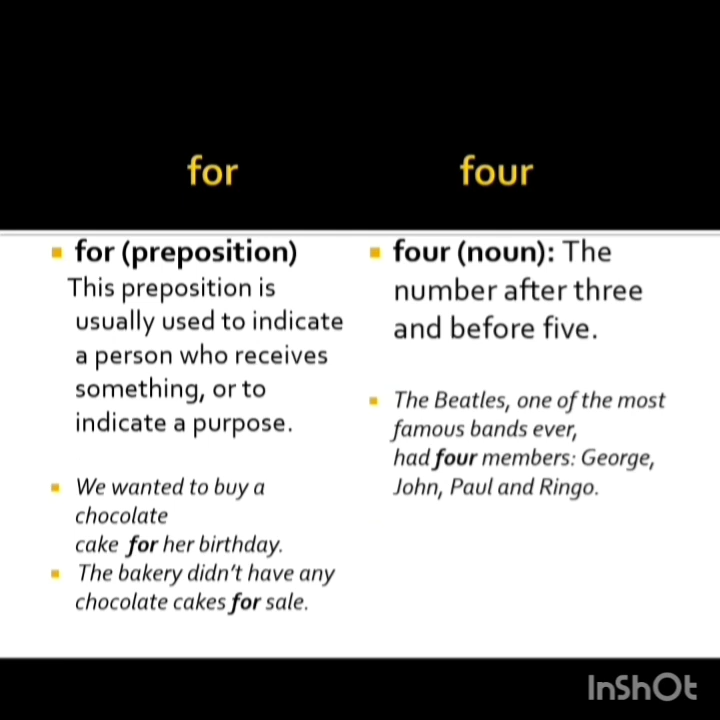 for
four
for (preposition)
This preposition is
usually used to indicate
a person who receives
something, or to
indicate a purpose.
We wanted to buy a
chocolate
cake for her birthday.
The bakery didn't have any
chocolate cakes for sale.
four (noun): The
number after three
and before five.
The Beatles, one of the most
famous bands ever,
had four members: George,
John, Paul and Ringo.
InShOt